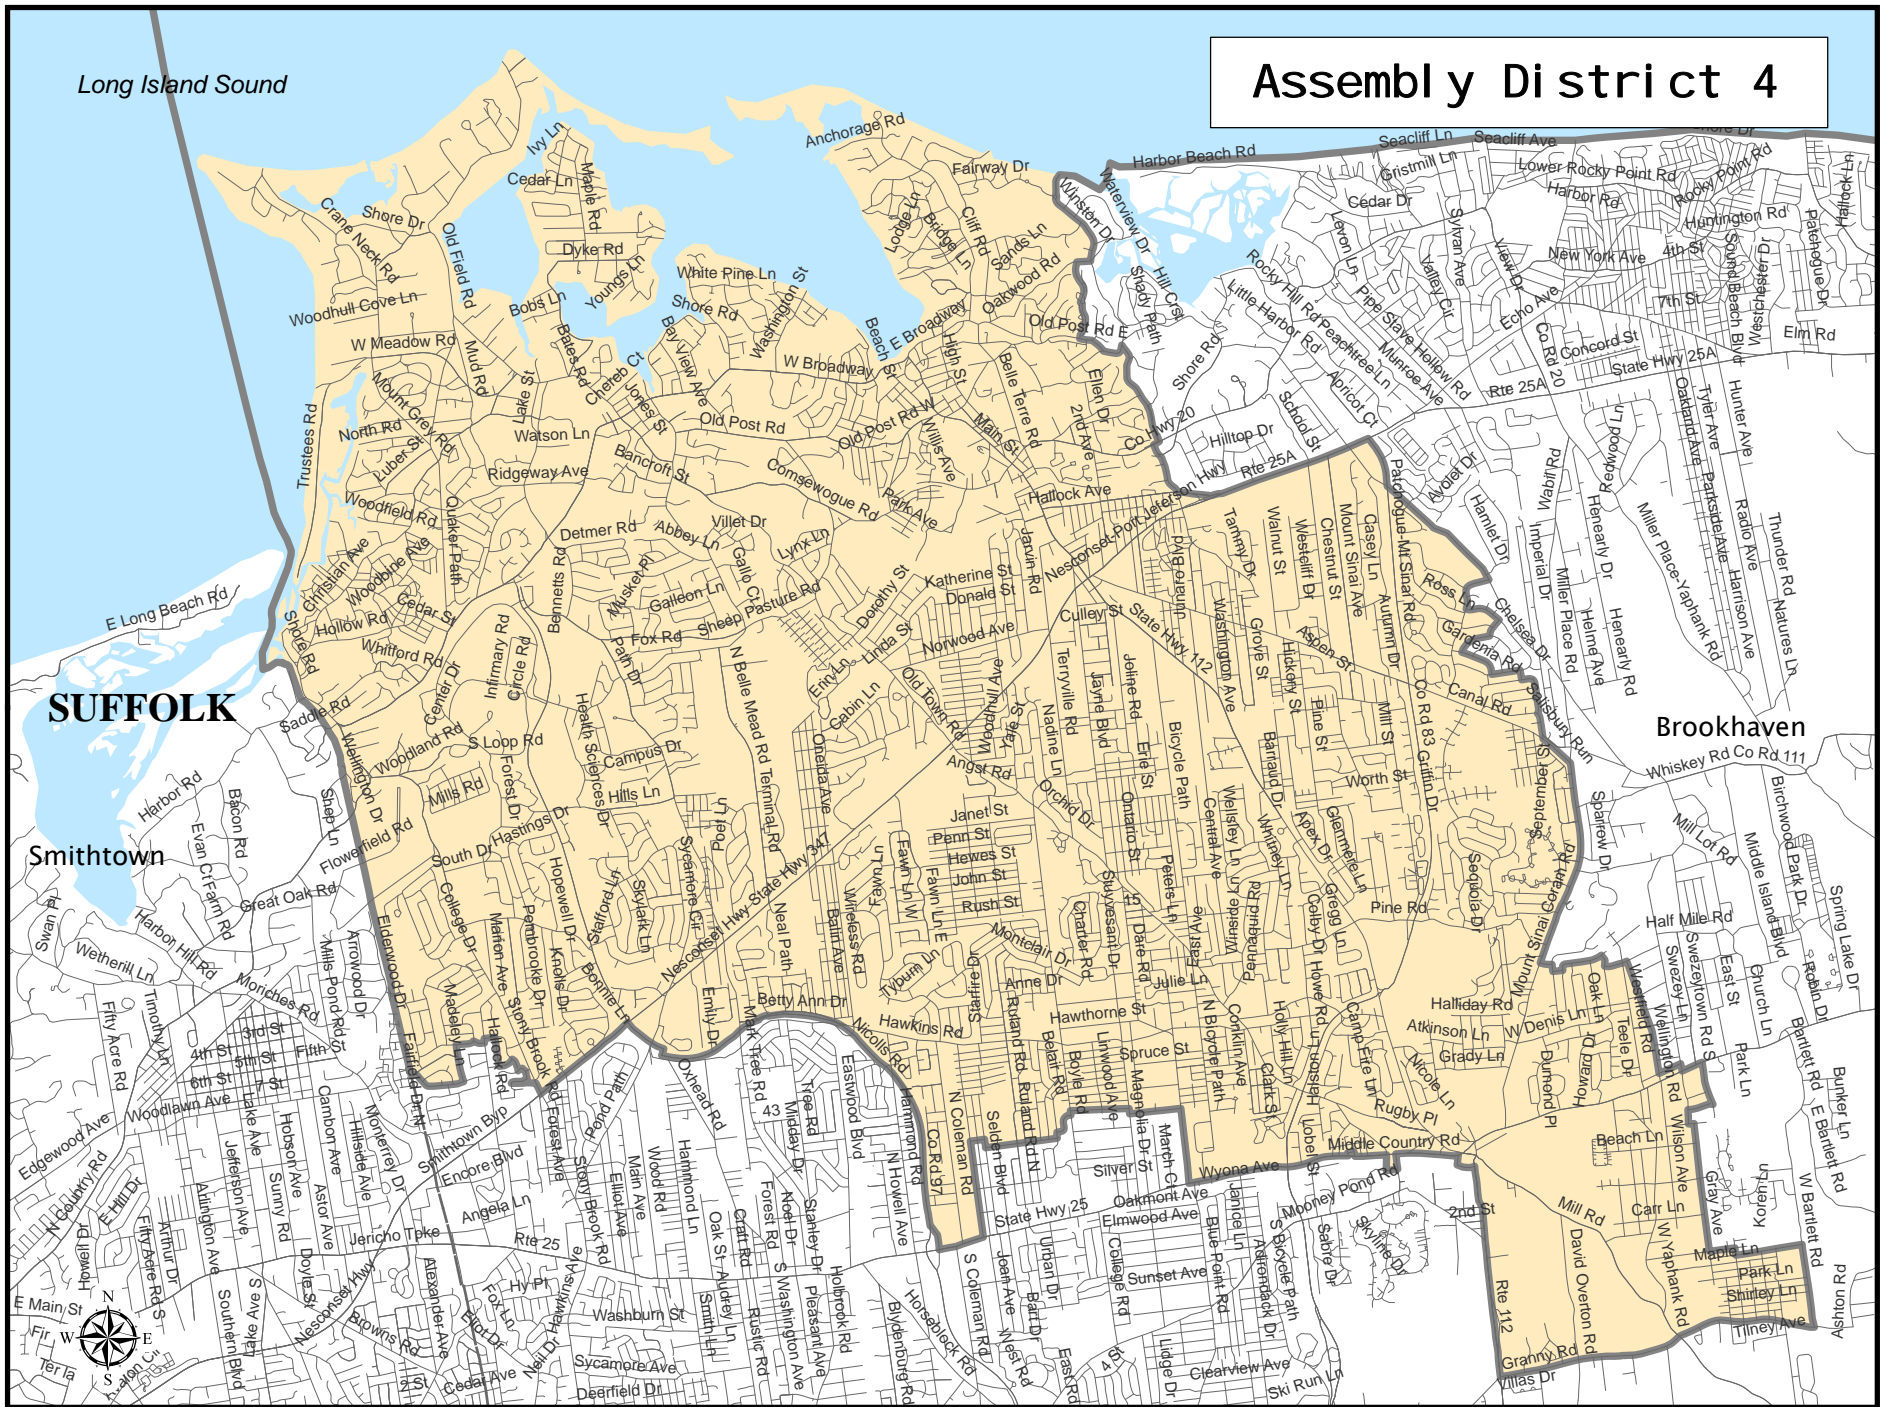 Assembly District 4
Long Island Sound
SUFFOLK
Smithtown
Brookhaven
Anchorage Rd
Ivy Ln
Cedar Ln
Maple Rd
Fairway Dr
Harbor Beach Rd
Seacliff Ln
Seacliff Ave
Gristmill Ln
Lower Rocky Point Rd
Rocky Point Rd
Hallock Ln
Harbor Rd
Cedar Dr
Huntington Rd
Winston Dr
Waterview Dr
Crane Neck Rd
Shore Dr
Old Field Rd
Dyke Rd
Youngs Ln
Lodge Ln
Bridge Ln
Cliff Rd
Sands Ln
Oakwood Rd
Levon Ln
Sylvan Ave
Valley Cir
View Dr
New York Ave
4th St
7th St
Sound Beach Blvd
Westchester Dr
Patchogue Dr
White Pine Ln
Washington St
Woodhull Cove Ln
Bobs Ln
Shore Rd
Beach St
E Broadway
Old Post Rd E
Shady Path
Hill Crst
Rocky Hill Rd
Little Harbor Rd
Pipe Stave Hollow Rd
Peachtree Ln
Munroe Ave
Echo Ave
Co Rd 20
Concord St
State Hwy 25A
Elm Rd
W Meadow Rd
Mud Rd
Bates Rd
Chereb Ct
Bay View Ave
W Broadway
High St
Belle Terre Rd
Ellen Dr
Shore Rd
Apricot Ct
Rte 25A
Mount Grey Rd
Lake St
Jones St
Old Post Rd
Old Post Rd W
Willis Ave
Main St
2nd Ave
Co Hwy 20
Hilltop Dr
School St
Rte 25A
Oakland Ave
Tyler Ave
Hunter Ave
Trustees Rd
North Rd
Luber St
Watson Ln
Ridgeway Ave
Bancroft St
Comsewogue Rd
Park Ave
Hallock Ave
Nesconset-Port Jefferson Hwy
Patchogue-Mt Sinai Rd
Aydlet Dr
Hamlet Dr
Wabil Rd
Redwood Ln
Henearly Dr
Miller Place-Yaphank Rd
Parkside Ave
Radio Ave
Thunder Rd
Woodfield Rd
Quaker Path
Detmer Rd
Abbey Ln
Villet Dr
Lynx Ln
Gallo Ct
Jarvin Rd
Jumaro Blvd
Tammy Dr
Walnut St
Westcliff Dr
Chestnut St
Mount Sinai Ave
Casey Ln
Autumn Dr
Imperial Dr
Miller Place Rd
Helme Ave
Henearly Rd
Harrison Ave
Natures Ln
E Long Beach Rd
Christian Ave
Woodbine Ave
Cedar St
Hollow Rd
Whitford Rd
Shore Rd
Bennetts Rd
Musket Pl
Galleon Ln
Fox Rd
Sheep Pasture Rd
Dorothy St
Linda St
Katherine St
Donald St
Norwood Ave
Culley St
State Hwy 112
Washington Ave
Grove St
Hickory St
Aspen St
Ross Ln
Gardenia Rd
Chelsea Dr
Canal Rd
Salisbury Run
Saddle Rd
Center Dr
Infirmary Rd
Circle Rd
Path Dr
N Belle Mead Rd
Terminal Rd
Erin Ln
Cabin Ln
Old Town Rd
Woodhull Ave
Yale St
Nadine Ln
Terryville Rd
Jayne Blvd
Joline Rd
Erie St
Bicycle Path
Barraud Dr
Pine St
Mill St
Co Rd 83
Griffin Dr
Worth St
September St
Whiskey Rd
Co Rd 111
Wellington Dr
Woodland Rd
S Loop Rd
Health Sciences Dr
Campus Dr
Hills Ln
Oneida Ave
Angst Rd
Orchid Dr
Harbor Rd
Bacon Rd
Shep Ln
Mills Rd
Forest Dr
Hastings Dr
Poet Ln
Janet St
Penn St
Hewes St
John St
Rush St
Ontario St
Central Ave
Wellsley Ln
Whitney Ln
Apex Dr
Glenmere Ln
Sequoia Dr
Sparrow Dr
Mill Lot Rd
Birchwood Park Dr
Middle Island Blvd
Evan Ct
Farm Rd
Flowerfield Rd
South Dr
Great Oak Rd
Hopewell Dr
Stafford Ln
Skylark Ln
Sycamore Cir
Nesconset Hwy-State Hwy 347
Neal Path
Balin Ave
Wireless Rd
Fawn Ln
Fawn Ln W
Fawn Ln E
Montclair Dr
Charter Rd
Stuyvesant Dr
15
Dare Rd
Peters Ln
First Ave
Avinsdel Ln
Pennebaquid Rd
Colby Dr
Gregg Ln
Pine Rd
Mount Sinai Coram Rd
Half Mile Rd
Swezey Ln
Swezeytown Rd S
East St
Church Ln
Robin Dr
Spring Lake Dr
Swan Pl
Wetherill Ln
Harbor Hill Rd
Moriches Rd
Mills Pond Rd
Arrowood Dr
Elderwood Dr
College Dr
Marion Ave
Pembrooke Dr
Knolls Dr
Bonnie Ln
Emily Dr
Mark Tree Rd
Betty Ann Dr
Tyburn Ln
Starfire Ln
Anne Dr
Julie Ln
Hawthorne St
Halliday Rd
W Denis Ln
Oak Ln
Westfield Rd
Fifty Acre Rd
Timothy Ln
3rd St
4th St
5th St
Fifth St
6th St
7 St
Woodlawn Ave
Lake Ave
Fairfield Dr N
Madeley Ln
Hallock Rd
Stony Brook Rd
Oxhead Rd
Hawkins Rd
Nicolls Rd
Hammond Rd
Ruland Rd
Belair Rd
Boyle Rd
Linwood Ave
Spruce St
Magnolia Dr
N Bicycle Path
Conklin Ave
Clark St
Holly Hill Ln
Howe Rd
Hanson Ln
Camp Fire Ln
Atkinson Ln
Grady Ln
Nicole Ln
Dumond Pl
Howard Dr
Teele Dr
Wellington Rd
Park Ln
Bartlett Rd
Bunker Ln
E Bartlett Rd
Edgewood Ave
Jefferson Ave
Hobson Ave
Cambon Ave
Hillside Ave
Monterrey Dr
Smithtown Byp
Encore Blvd
Forest Ave
Pond Path
43
Tree Rd
Midday Dr
Eastwood Blvd
N Howell Ave
Co Rd 97
N Coleman Rd
Selden Blvd
Ruland Rd N
Silver St
March Ct
Wyona Ave
Lobel St
Rugby Pl
Middle Country Rd
Beach Ln
Wilson Ave
N Country Rd
E Hill Dr
Howell Dr
Fifty Acre Rd S
Arthur Dr
Arlington Ave
Sunny Rd
Astor Ave
Angela Ln
Jericho Tpke
Rte 25
Stony Brook Rd
Elliot Ave
Main Ave
Wood Rd
Hammond Ln
Oak St
Craft Rd
Forest Rd
Noel Dr
Stanley Dr
State Hwy 25
Oakmont Ave
Elmwood Ave
Mooney Pond Rd
2nd St
Mill Rd
Carr Ln
Gray Ave
Koehn Ln
W Bartlett Rd
E Main St
Fir
Ter la
Southern Blvd
Lake Ave S
Doyle St
Nesconset Hwy
Browns Rd
Alexander Ave
Fox Ln
Eliot Dr
Hy Pl
Neil Dr
Hawkins Ave
Washburn St
Smith Ln
Audrey Ln
Rustic Rd
S Washington Ave
Pleasant Ave
Holbrook Rd
Blydenburg Rd
Horseblock Rd
S Coleman Rd
Joan Ave
Urban Dr
Bart Dr
West Rd
East Rd
College Rd
Sunset Ave
Blue Point Rd
Janice Ln
Adirondack Dr
S Bicycle Path
Sabre Dr
Skyline Dr
Rte 112
David Overton Rd
W Yaphank Rd
Maple Ln
Park Ln
Shirley Ln
Tilney Ave
Ashton Rd
2 St
Cedar Ave
Sycamore Ave
Deerfield Dr
4 St
Lidge Dr
Clearview Ave
Ski Run Ln
Granny Rd
Villas Dr
N
W
E
S